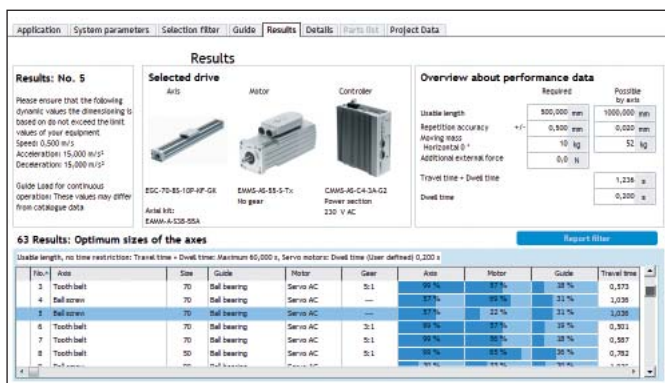 Application System parameters Selection filter Guide Results Details Parts list Project Data
Results
Results: No. 5
Please ensure that the following
dynamic values the dimensioning is
based on do not exceed the limit
values of your equipment
Speed: 0,500 m/s
Acceleration: 15,000 m/s²
Deceleration: 15,000 m/s²
Guide Load for continuous
operation: These values may differ
from catalogue data
Selected drive
Axis Motor Controller
EGC-70-BS-10P-KF-GK EMMS-AS-55-S-Tx CMMS-AS-C4-3A-G2
No gear Power section
230 V AC
Axial kit:
EAMM-A-S38-55A
Overview about performance data
Required Possible
by axis
Usable length 500,000 mm 1000,000 mm
Repetition accuracy +/- 0,500 mm 0,020 mm
Moving mass
Horizontal 0 ° 10 kg 52 kg
Additional external force 0,0 N
Travel time + Dwell time 1,236 s
Dwell time 0,200 s
63 Results: Optimum sizes of the axes
Report filter
Usable length, no time restriction: Travel time + Dwell time: Maximum 60,000 s, Servo motors: Dwell time (User defined) 0,200 s
No. Axis Size Guide Motor Gear Axis Motor Guide Travel time
3 Tooth belt 70 Ball bearing Servo AC 5:1 99 % 57 % 18 % 0,573
4 Ball screw 70 Ball bearing Servo AC --- 57 % 69 % 31 % 1,036
5 Ball screw 70 Ball bearing Servo AC --- 57 % 22 % 31 % 1,036
6 Tooth belt 70 Ball bearing Servo AC 3:1 99 % 57 % 19 % 0,501
7 Tooth belt 70 Ball bearing Servo AC 5:1 99 % 18 % 0,587
8 Tooth belt 50 Ball bearing Servo AC 5:1 99 % 36 % 0,782